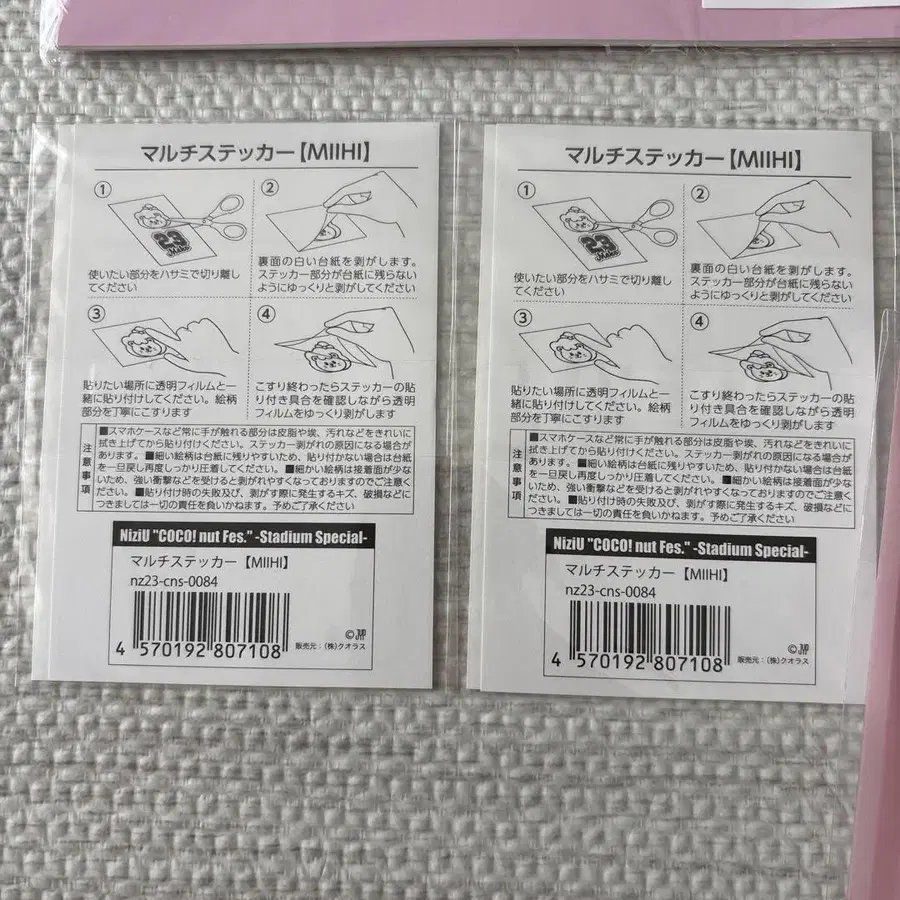 マルチステッカー【MIIHI】
①
②
使いたい部分をハサミで切り離し
てください
裏面の白い台紙を剥がします。
ステッカー部分が台紙に残らない
ようにゆっくりと剥がしてください
③
④
貼りたい場所に透明フィルムと一
緒に貼り付けします。絵柄
部分を丁寧にこすります
こすり終わったらステッカーの貼
り付き具合を確認しながら透明
フィルムをゆっくり剥がします
注意事項
■スマホケースなど常に手が触れる部分は皮脂や埃、汚れなどをきれいに
拭き上げてから貼り付けください。ステッカー剥がれの原因になる場合が
あります。■細い絵柄は台紙に残りやすいため、貼り付かない場合は台紙
を一旦戻し再度しっかり圧着してください。■細かい絵柄は接着面が少な
いため、強い衝撃などを受けると剥がれやすくなっておりますのでご注意く
ださい。■貼り付け時の失敗及び、剥がす際に発生するキズ、破損などに
つきましては一切の責任を負いかねます。予めご了承ください
NiziU "COCO! nut Fes." -Stadium Special-
マルチステッカー【MIIHI】
nz23-cns-0084
4 570192 807108
©JYP
販売元：(株)クオラス
マルチステッカー【MIIHI】
①
②
使いたい部分をハサミで切り離し
てください
裏面の白い台紙を剥がします。
ステッカー部分が台紙に残らない
ようにゆっくりと剥がしてください
③
④
貼りたい場所に透明フィルムと一
緒に貼り付けします。絵柄
部分を丁寧にこすります
こすり終わったらステッカーの貼
り付き具合を確認しながら透明
フィルムをゆっくり剥がします
注意事項
■スマホケースなど常に手が触れる部分は皮脂や埃、汚れなどをきれいに
拭き上げてから貼り付けください。ステッカー剥がれの原因になる場合が
あります。■細い絵柄は台紙に残りやすいため、貼り付かない場合は台紙
を一旦戻し再度しっかり圧着してください。■細かい絵柄は接着面が少な
いため、強い衝撃などを受けると剥がれやすくなっておりますのでご注意く
ださい。■貼り付け時の失敗及び、剥がす際に発生するキズ、破損などに
つきましては一切の責任を負いかねます。予めご了承ください
NiziU "COCO! nut Fes." -Stadium Special-
マルチステッカー【MIIHI】
nz23-cns-0084
4 570192 807108
©JYP
販売元：(株)クオラス